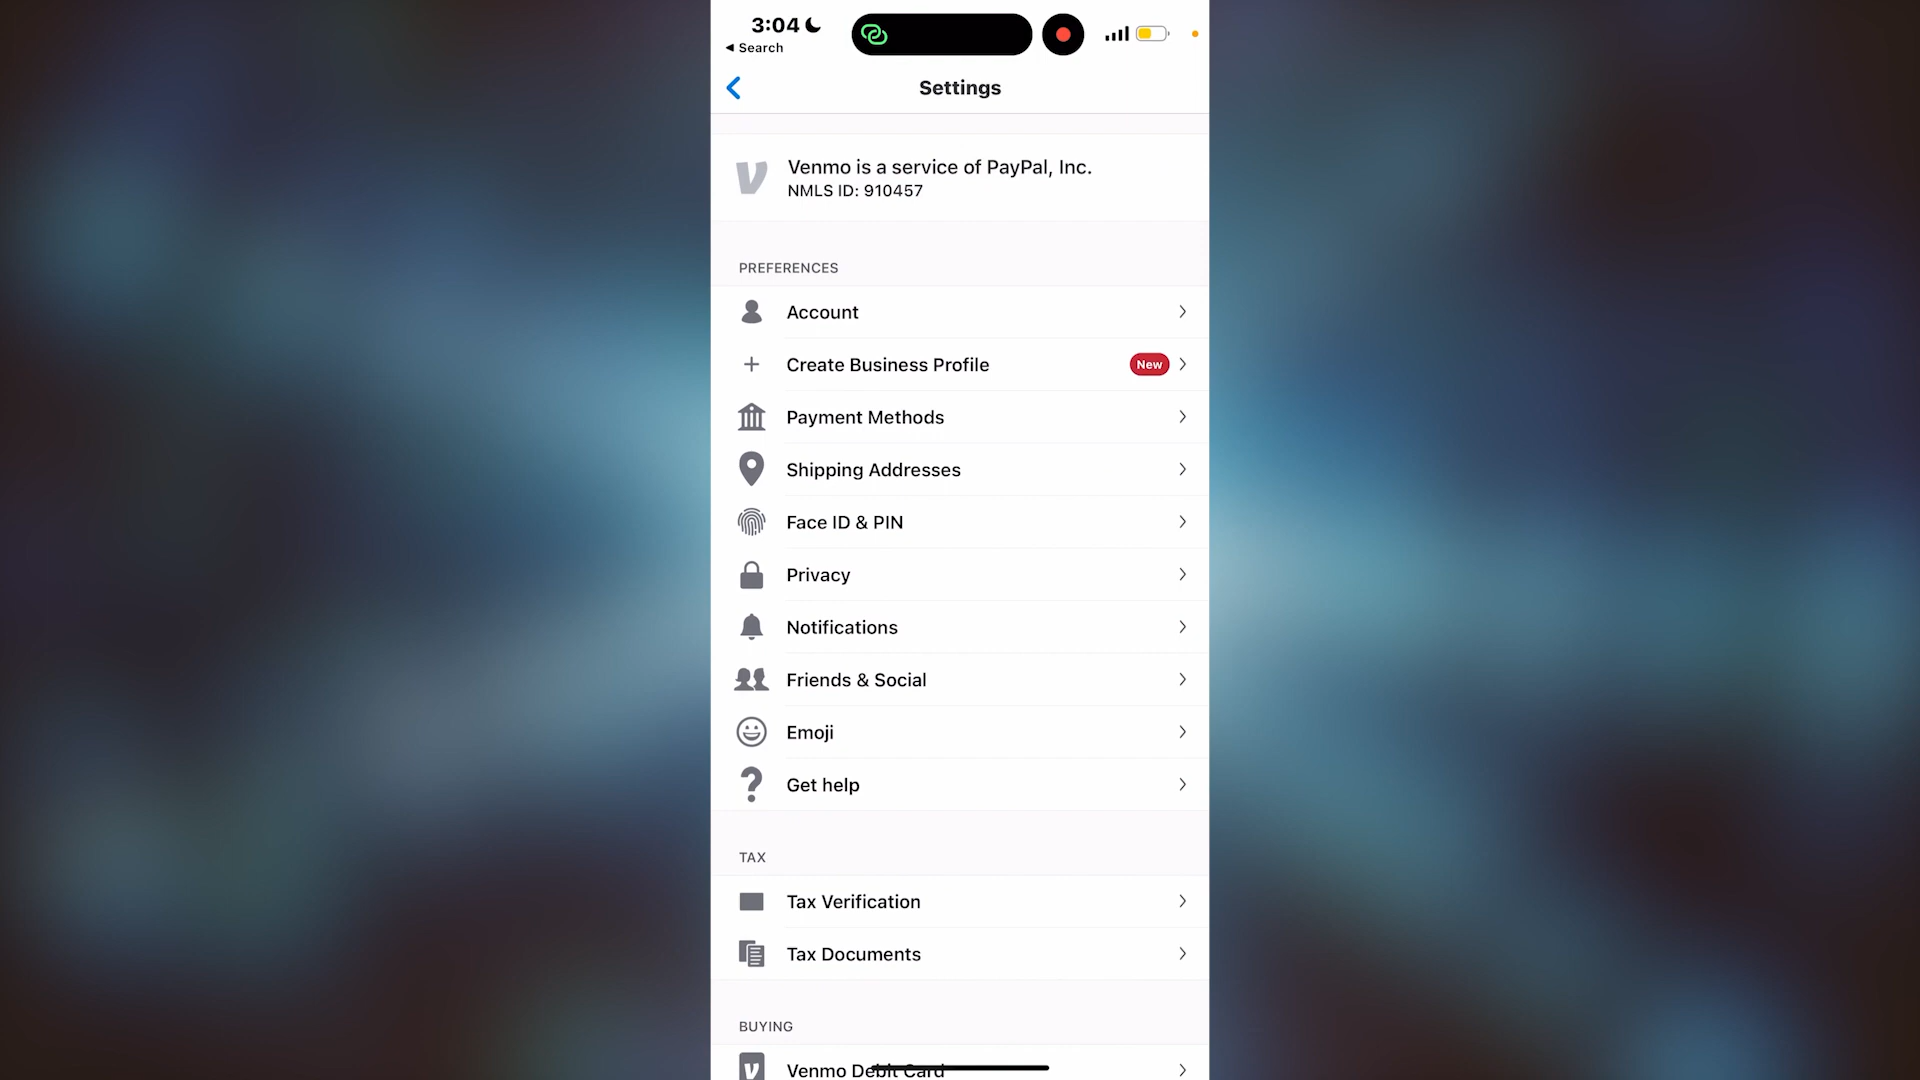 3:04
Search
Settings
Venmo is a service of PayPal, Inc.
NMLS ID: 910457
PREFERENCES
Account
Create Business Profile
New
Payment Methods
Shipping Addresses
Face ID & PIN
Privacy
Notifications
Friends & Social
Emoji
Get help
TAX
Tax Verification
Tax Documents
BUYING
Venmo Debit Card